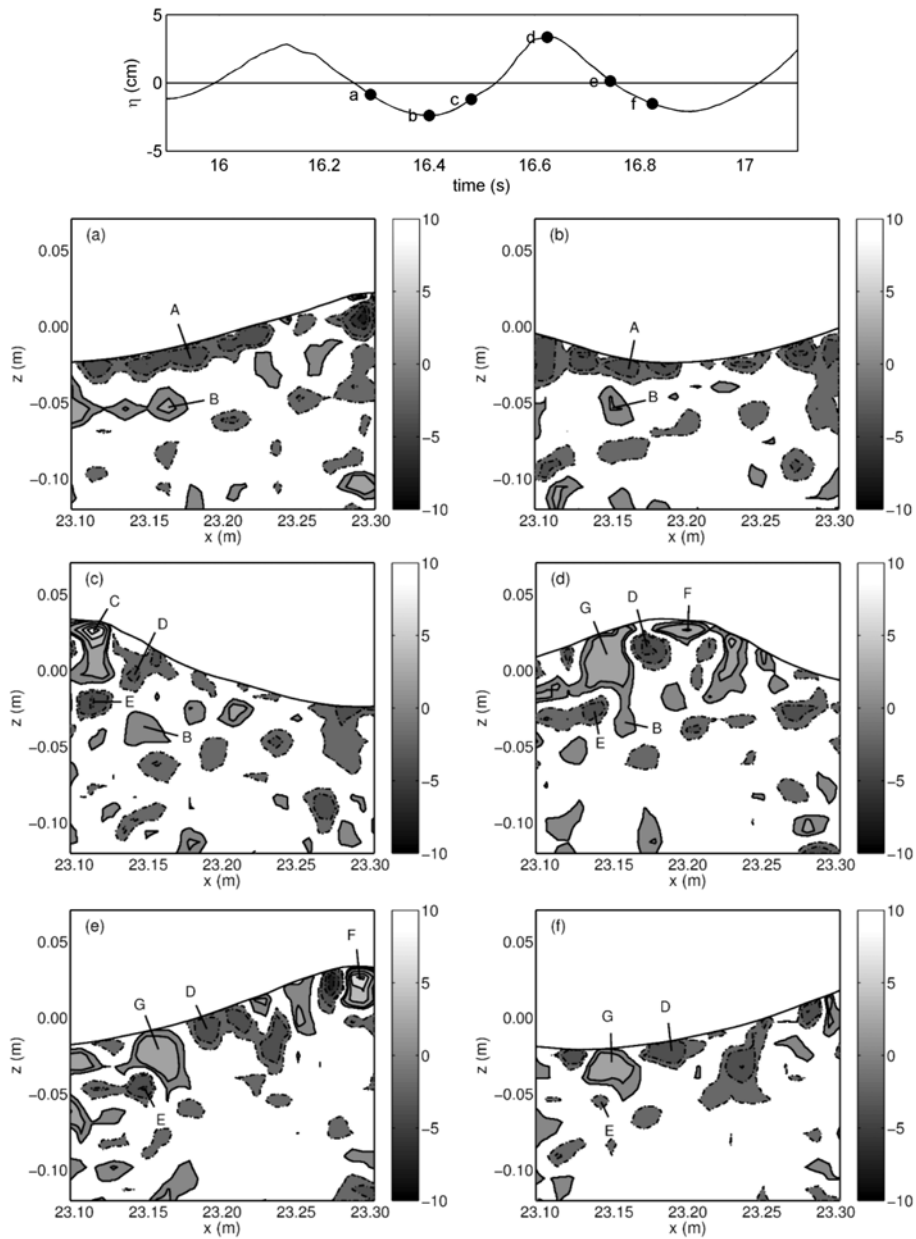 5
0
-5
η (cm)
a
b
c
d
e
f
16
16.2
16.4
16.6
16.8
17
time (s)
(a)
A
B
0.05
0.00
−0.05
−0.10
z (m)
23.10
23.15
23.20
23.25
23.30
x (m)
10
5
0
−5
−10
(b)
A
B
0.05
0.00
−0.05
−0.10
z (m)
23.10
23.15
23.20
23.25
23.30
x (m)
10
5
0
−5
−10
(c)
C
D
E
B
0.05
0.00
−0.05
−0.10
z (m)
23.10
23.15
23.20
23.25
23.30
x (m)
10
5
0
−5
−10
(d)
G
D
F
E
B
0.05
0.00
−0.05
−0.10
z (m)
23.10
23.15
23.20
23.25
23.30
x (m)
10
5
0
−5
−10
(e)
F
G
D
E
0.05
0.00
−0.05
−0.10
z (m)
23.10
23.15
23.20
23.25
23.30
x (m)
10
5
0
−5
−10
(f)
G
D
E
0.05
0.00
−0.05
−0.10
z (m)
23.10
23.15
23.20
23.25
23.30
x (m)
10
5
0
−5
−10